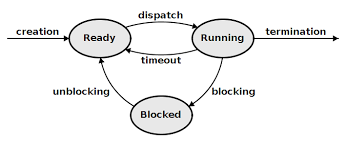 dispatch
creation
Ready
Running
termination
timeout
unblocking
blocking
Blocked